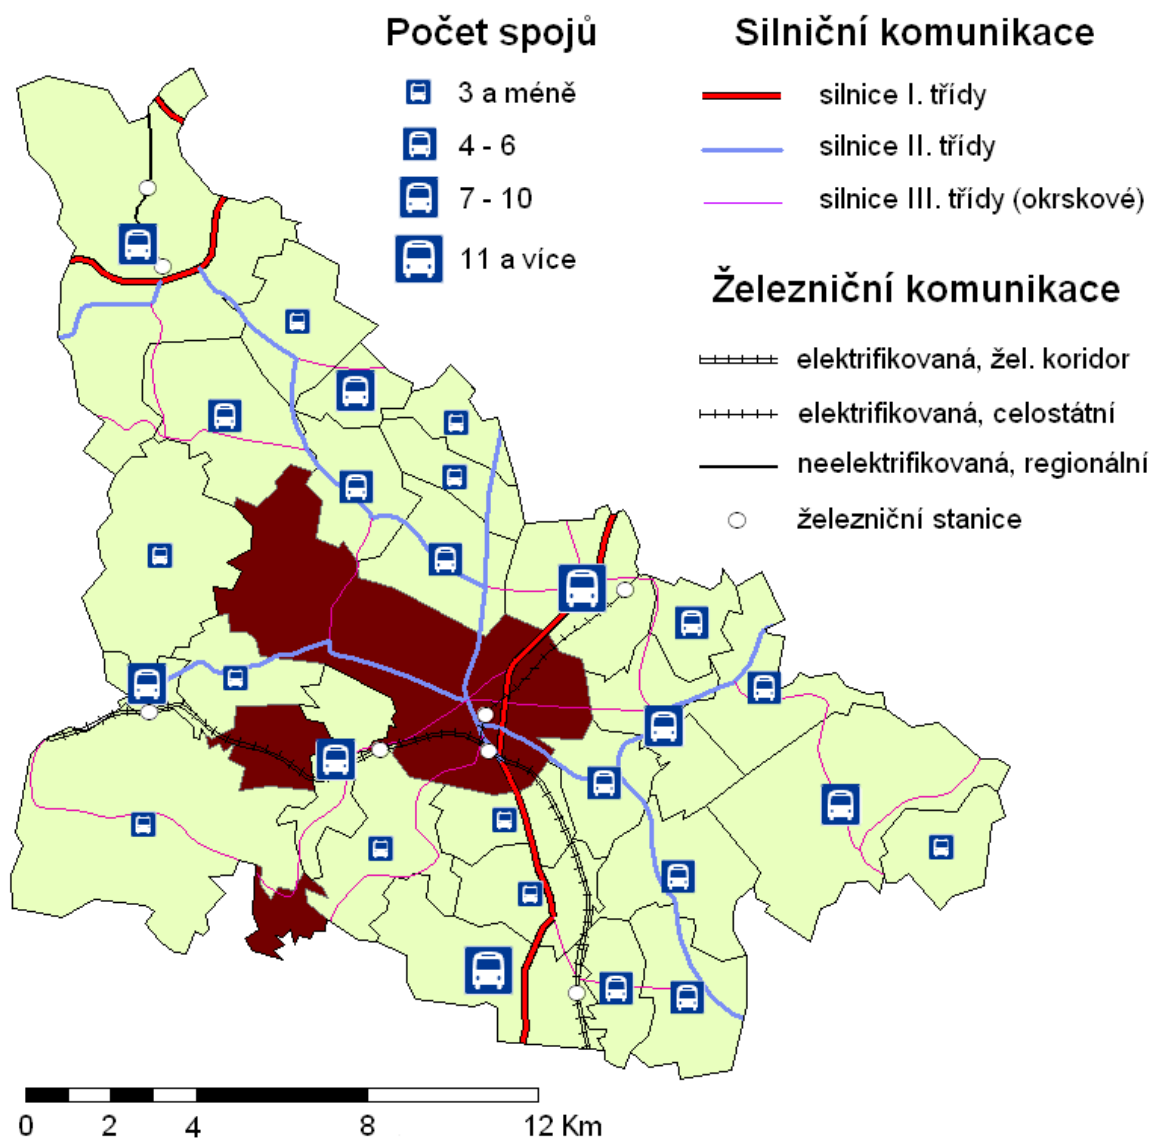 Počet spojů
3 a méně
4 - 6
7 - 10
11 a více
Silniční komunikace
silnice I. třídy
silnice II. třídy
silnice III. třídy (okrskové)
Železniční komunikace
elektrifikovaná, žel. koridor
elektrifikovaná, celostátní
neelektrifikovaná, regionální
železniční stanice
0 2 4 8 12 Km